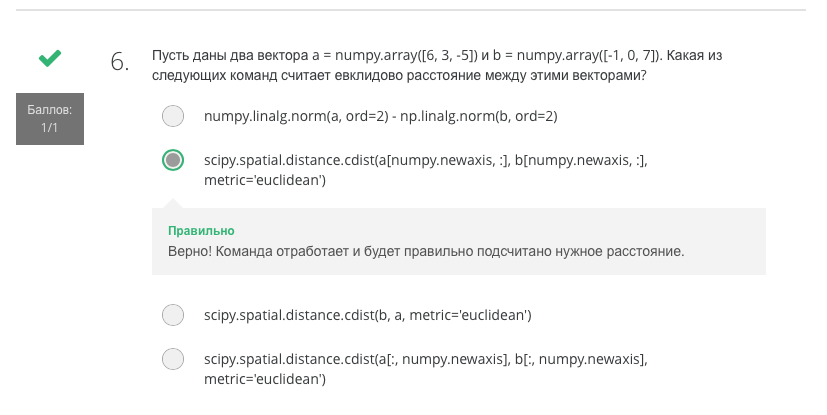 6.
Пусть даны два вектора a = numpy.array([6, 3, -5]) и b = numpy.array([-1, 0, 7]). Какая из
следующих команд считает евклидово расстояние между этими векторами?
Баллов:
1/1
numpy.linalg.norm(a, ord=2) - np.linalg.norm(b, ord=2)
scipy.spatial.distance.cdist(a[numpy.newaxis, :], b[numpy.newaxis, :],
metric='euclidean')
Правильно
Верно! Команда отработает и будет правильно подсчитано нужное расстояние.
scipy.spatial.distance.cdist(b, a, metric='euclidean')
scipy.spatial.distance.cdist(a[:, numpy.newaxis], b[:, numpy.newaxis],
metric='euclidean')